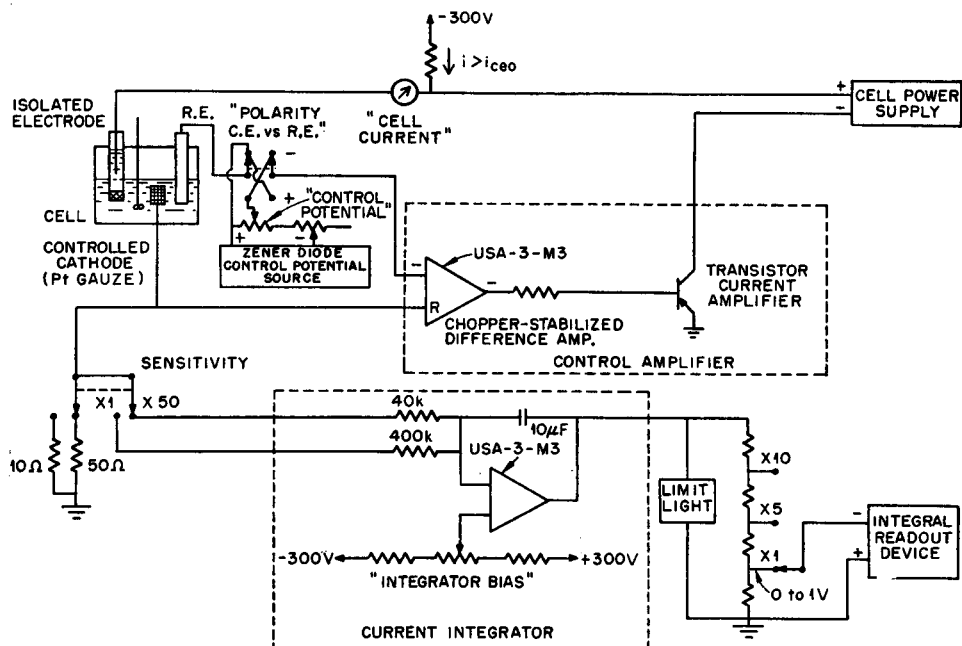 -300V
i > iceo
ISOLATED
ELECTRODE
R.E.
"POLARITY
C.E. vs R.E."
"CELL
CURRENT"
+
-
CELL POWER
SUPPLY
-
+
"CONTROL
POTENTIAL"
CELL
+
-
ZENER DIODE
CONTROL POTENTIAL
SOURCE
CONTROLLED
CATHODE
(Pt GAUZE)
USA-3-M3
-
R
-
TRANSISTOR
CURRENT
AMPLIFIER
CHOPPER-STABILIZED
DIFFERENCE AMP.
CONTROL AMPLIFIER
SENSITIVITY
X1
X 50
10Ω
50Ω
40k
400k
10μF
USA-3-M3
-300V
+300V
"INTEGRATOR BIAS"
CURRENT INTEGRATOR
LIMIT
LIGHT
X10
X5
X1
0 to 1V
-
+
INTEGRAL
READOUT
DEVICE